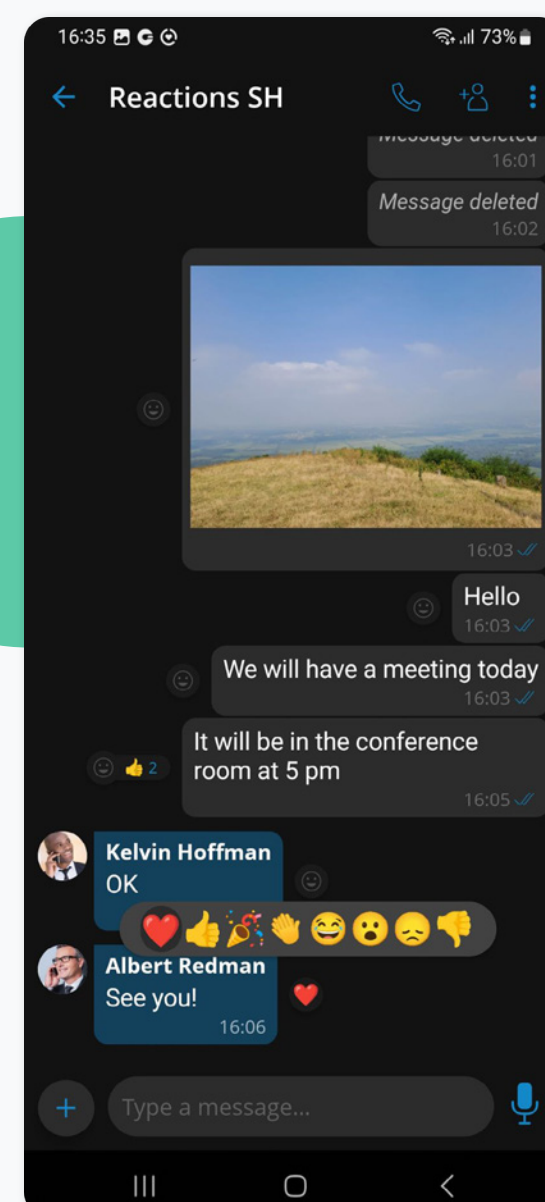 16:35 73%
Reactions SH
Message deleted
16:01
Message deleted
16:02
16:03
Hello
16:03
We will have a meeting today
16:03
It will be in the conference
room at 5 pm
2
16:05
Kelvin Hoffman
OK
Albert Redman
See you!
16:06
Type a message...